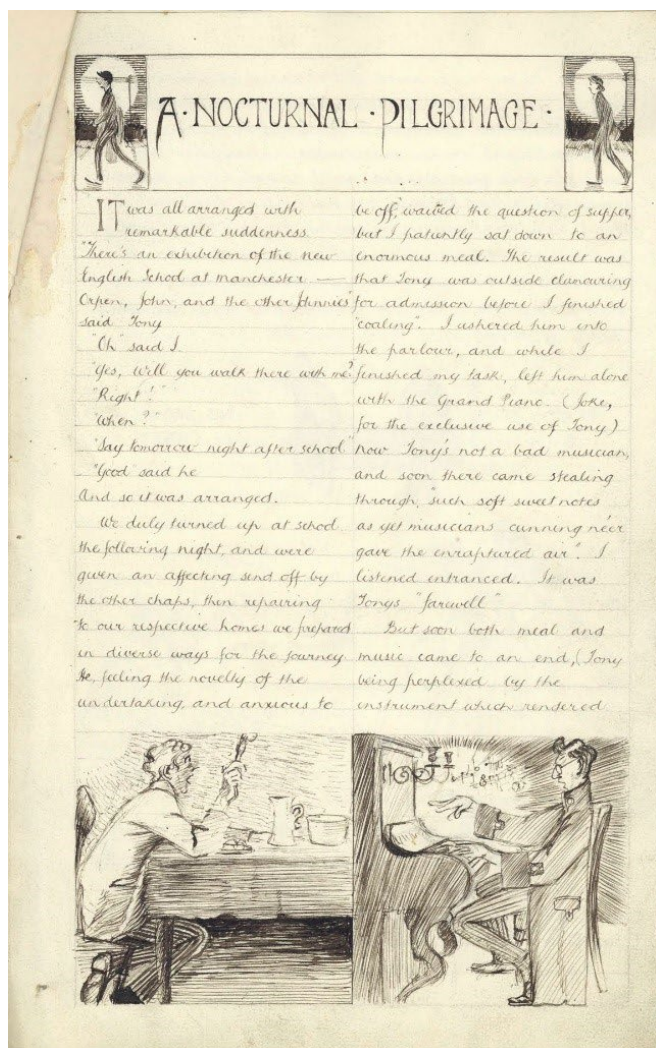 A·NOCTURNAL·PILGRIMAGE·
IT was all arranged with
remarkable suddenness
"There's an exhibition of the new
English School at Manchester —
Orpen, John, and the other Johnnies"
said Tony
"Oh" said I
"Yes, Will you walk there with me?
"Right!"
"When?"
"Say tomorrow night after school"
"Good said he
And so it was arranged.
We duly turned up at school
the following night, and were
given an affecting send off by
the other chaps, then repairing
to our respective homes we prepared
in diverse ways for the journey
He, feeling the novelty of the
undertaking, and anxious to
be off, waived the question of supper,
but I patiently sat down to an
enormous meal. The result was
that Tony was outside clamouring
for admission before I finished
"coaling". I ushered him into
the parlour, and while I
finished my task, left him alone
with the Grand Piano. (Joke,
for the exclusive use of Tony)
Now Tony's not a bad musician,
and soon there came stealing
through, "such soft sweet notes
as yet musicians cunning ne'er
gave the enraptured air". I
listened entranced. It was
Tonys "farewell"
But soon both meal and
music came to an end, (Tony
being perplexed by the
instrument which rendered